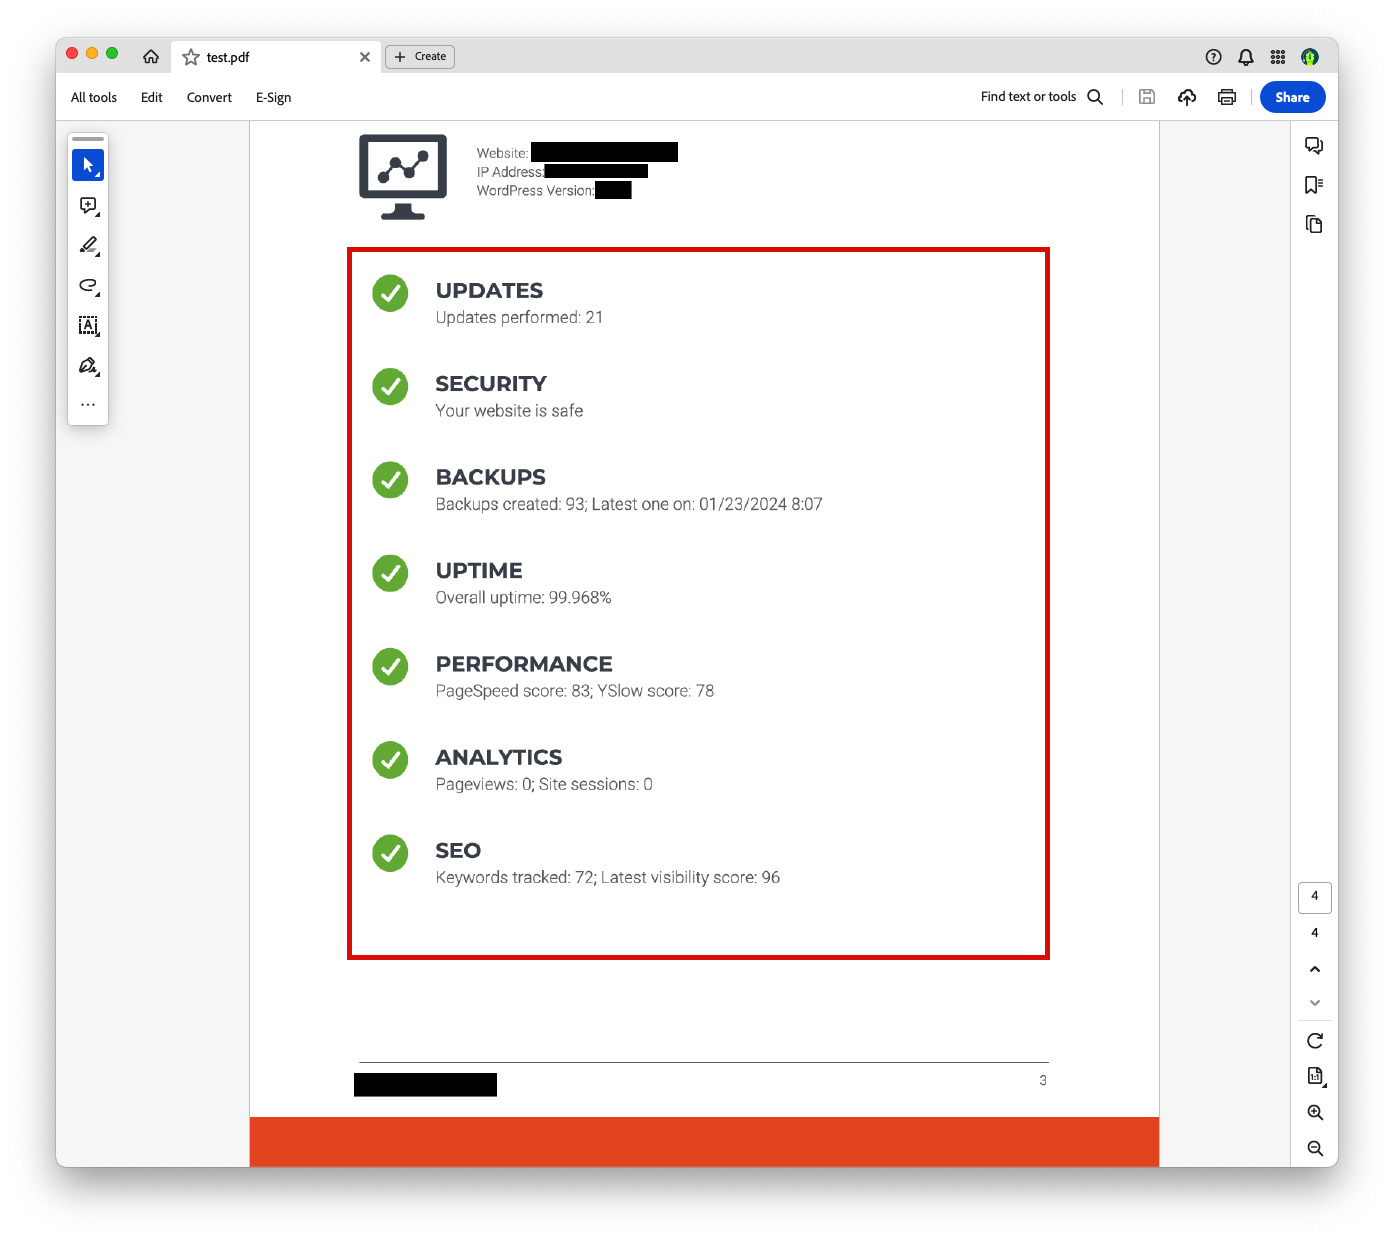 test.pdf
Create
All tools Edit Convert E-Sign
Find text or tools
Share
Website:
IP Address:
WordPress Version:
UPDATES
Updates performed: 21
SECURITY
Your website is safe
BACKUPS
Backups created: 93; Latest one on: 01/23/2024 8:07
UPTIME
Overall uptime: 99.968%
PERFORMANCE
PageSpeed score: 83; YSlow score: 78
ANALYTICS
Pageviews: 0; Site sessions: 0
SEO
Keywords tracked: 72; Latest visibility score: 96
3
4
4
1:1